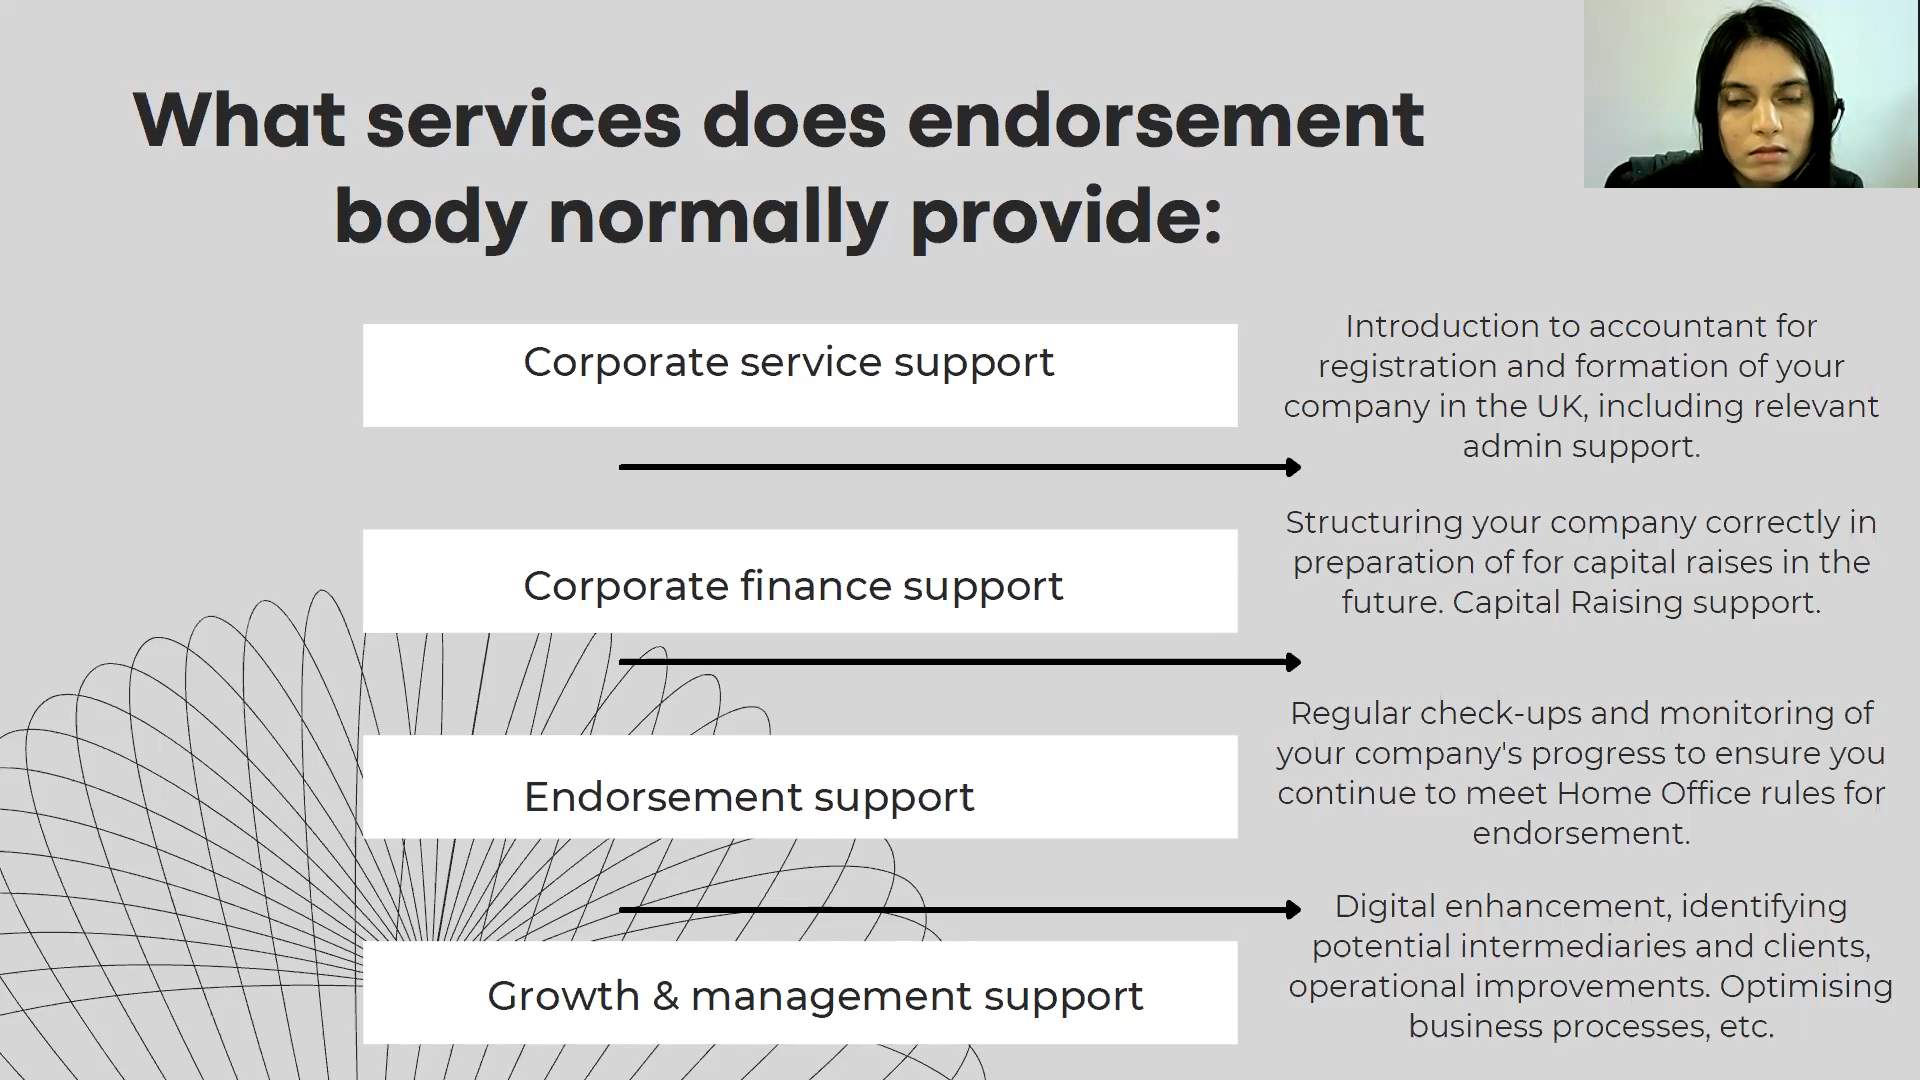 What services does endorsement
body normally provide:
Corporate service support
Introduction to accountant for
registration and formation of your
company in the UK, including relevant
admin support.
Corporate finance support
Structuring your company correctly in
preparation of for capital raises in the
future. Capital Raising support.
Endorsement support
Regular check-ups and monitoring of
your company's progress to ensure you
continue to meet Home Office rules for
endorsement.
Growth & management support
Digital enhancement, identifying
potential intermediaries and clients,
operational improvements. Optimising
business processes, etc.